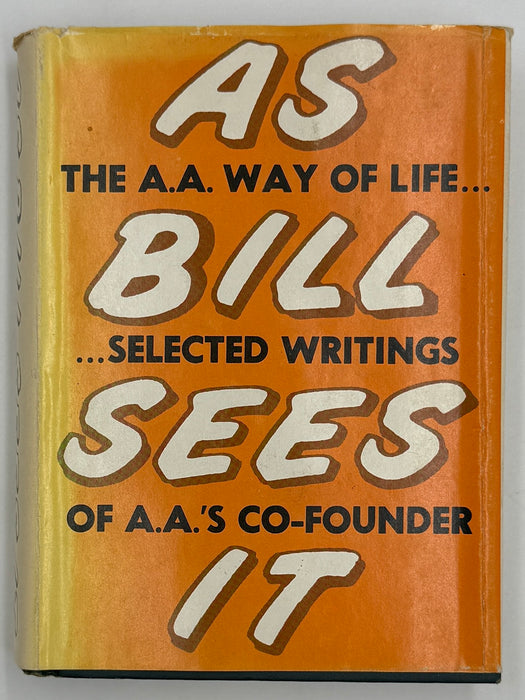 AS
THE A.A. WAY OF LIFE...
BILL
...SELECTED WRITINGS
SEES
OF A.A.'S CO-FOUNDER
IT